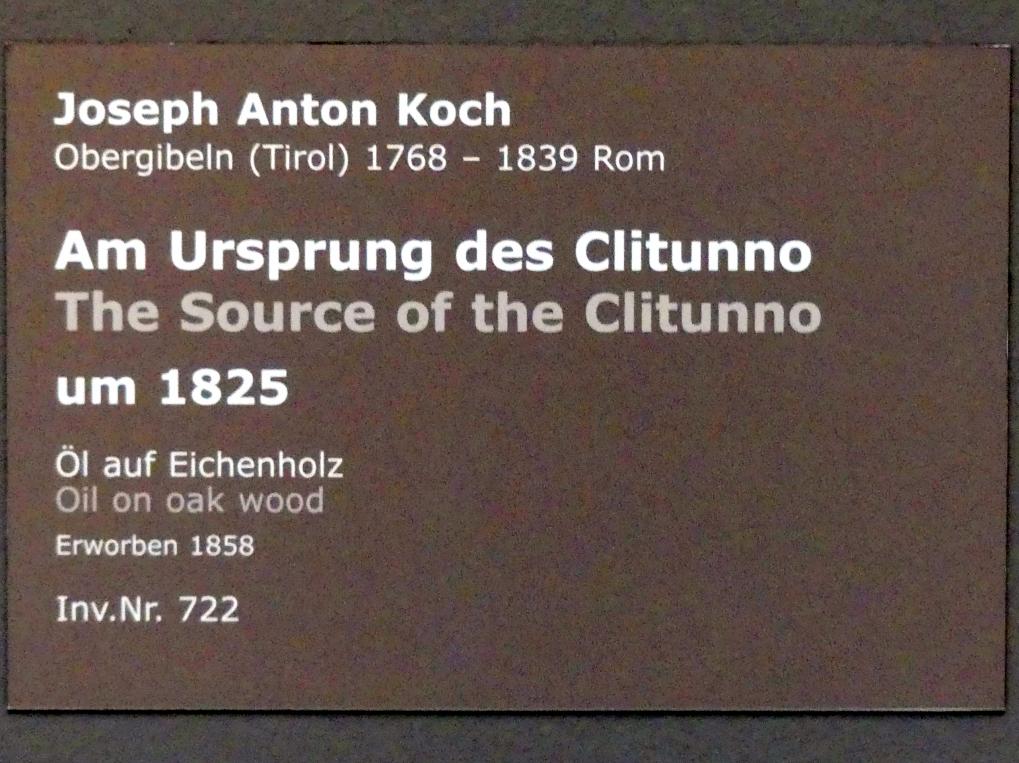 Joseph Anton Koch
Obergibeln (Tirol) 1768 – 1839 Rom
Am Ursprung des Clitunno
The Source of the Clitunno
um 1825
Öl auf Eichenholz
Oil on oak wood
Erworben 1858
Inv.Nr. 722